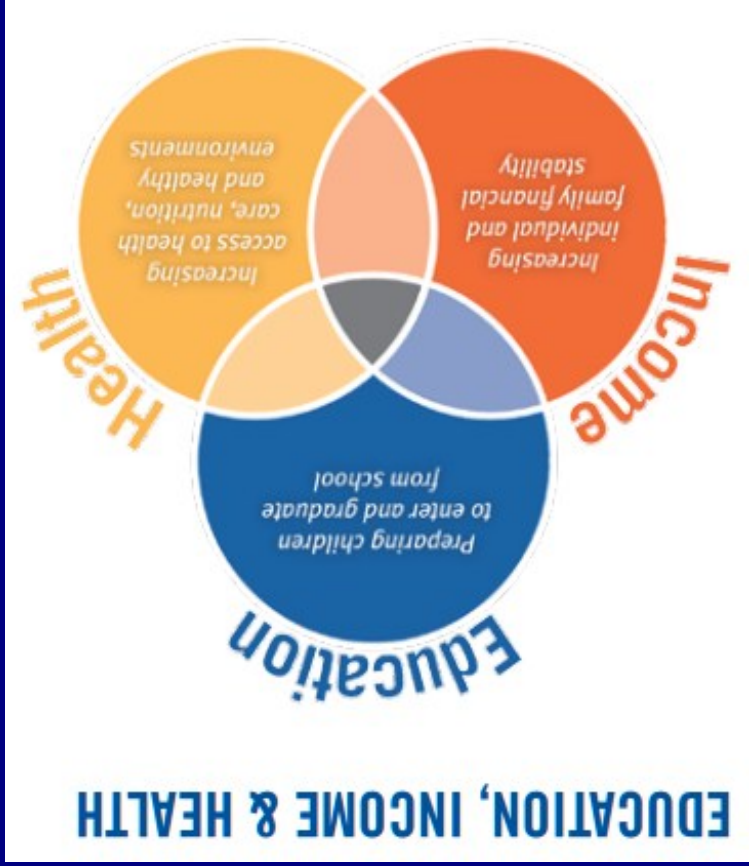 EDUCATION, INCOME & HEALTH
Education
Preparing children
to enter and graduate
from school
Income
Increasing
individual and
family financial
stability
Health
Increasing
access to health
care, nutrition,
and healthy
environments